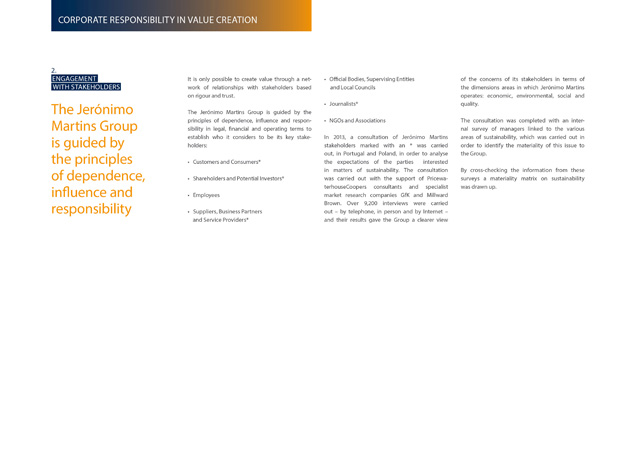 CORPORATE RESPONSIBILITY IN VALUE CREATION
2.
ENGAGEMENT
WITH STAKEHOLDERS
The Jerónimo
Martins Group
is guided by
the principles
of dependence,
influence and
responsibility
It is only possible to create value through a net-
work of relationships with stakeholders based
on rigour and trust.
The Jerónimo Martins Group is guided by the
principles of dependence, influence and respon-
sibility in legal, financial and operating terms to
establish who it considers to be its key stake-
holders:
• Customers and Consumers*
• Shareholders and Potential Investors*
• Employees
• Suppliers, Business Partners
and Service Providers*
• Official Bodies, Supervising Entities
and Local Councils
• Journalists*
• NGOs and Associations
In 2013, a consultation of Jerónimo Martins
stakeholders marked with an * was carried
out, in Portugal and Poland, in order to analyse
the expectations of the parties interested
in matters of sustainability. The consultation
was carried out with the support of Pricewa-
terhouseCoopers consultants and specialist
market research companies GfK and Millward
Brown. Over 9,200 interviews were carried
out – by telephone, in person and by Internet –
and their results gave the Group a clearer view
of the concerns of its stakeholders in terms of
the dimensions areas in which Jerónimo Martins
operates: economic, environmental, social and
quality.
The consultation was completed with an inter-
nal survey of managers linked to the various
areas of sustainability, which was carried out in
order to identify the materiality of this issue to
the Group.
By cross-checking the information from these
surveys a materiality matrix on sustainability
was drawn up.